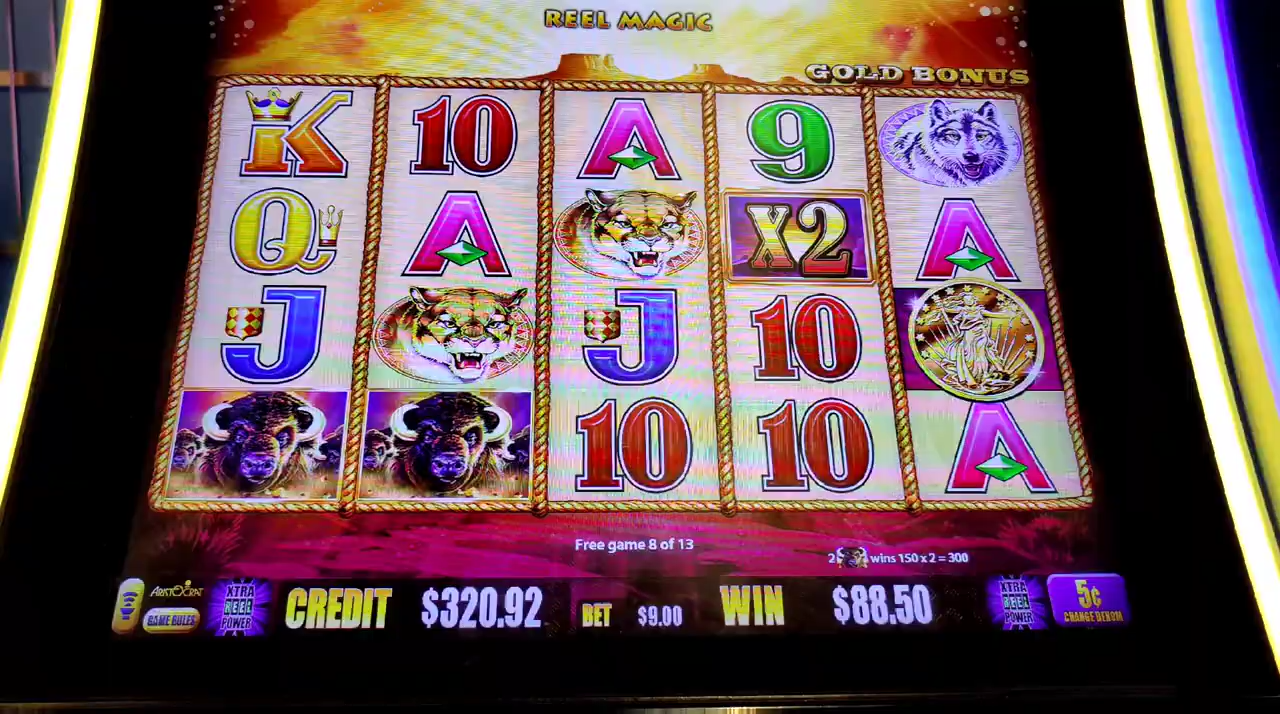 REEL MAGIC
GOLD BONUS
K 10 A 9
Q A X2 A
J J 10
10 10 A
Free game 8 of 13
2 wins 150 x 2 = 300
ARISTOCRAT
GAME RULES
XTRA
REEL
POWER
CREDIT $320.92 BET $9.00 WIN $88.50
XTRA
REEL
POWER
5¢
CHANGE DENOM